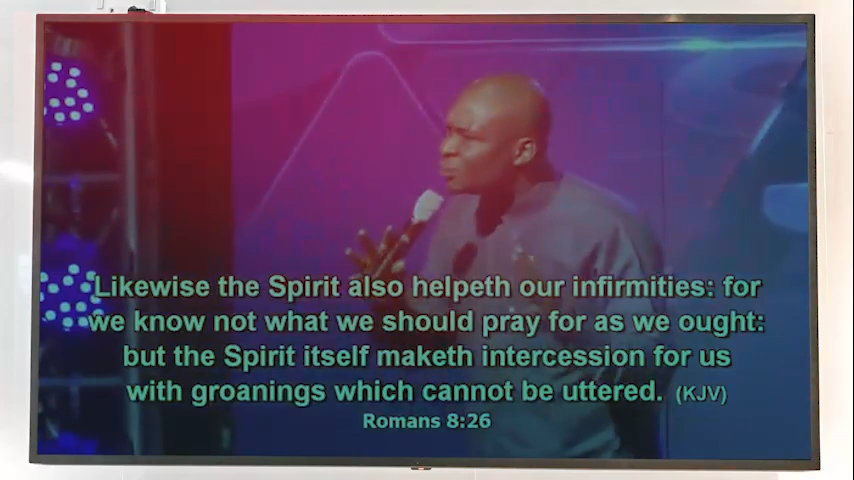 Likewise the Spirit also helpeth our infirmities: for
we know not what we should pray for as we ought:
but the Spirit itself maketh intercession for us
with groanings which cannot be uttered. (KJV)
Romans 8:26